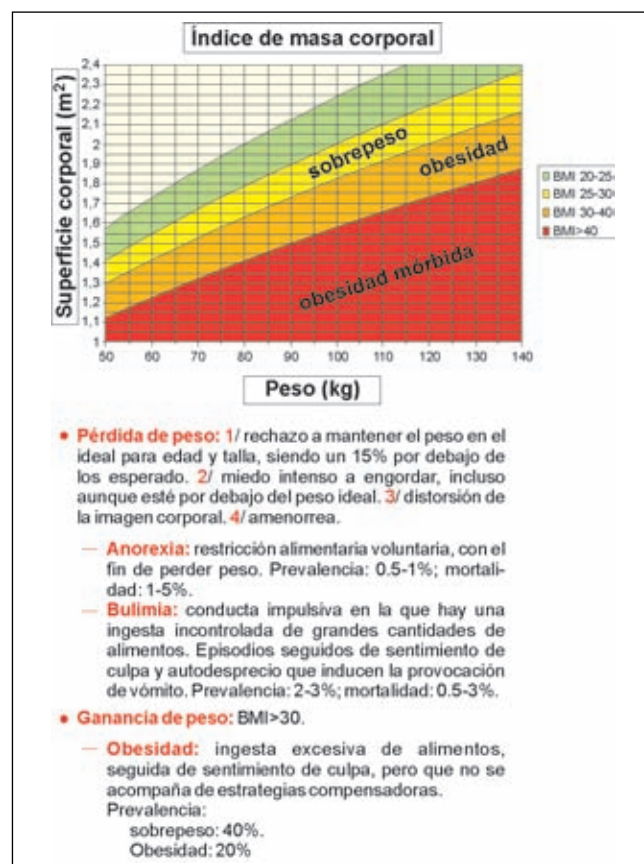 Índice de masa corporal
Superficie corporal (m²)
2,4
2,3
2,2
2,1
2
1,9
1,8
1,7
1,6
1,5
1,4
1,3
1,2
1,1
1
sobrepeso
obesidad
obesidad mórbida
BMI 20-25
BMI 25-30
BMI 30-40
BMI>40
50 60 70 80 90 100 110 120 130 140
Peso (kg)
• Pérdida de peso: 1/ rechazo a mantener el peso en el
ideal para edad y talla, siendo un 15% por debajo de
los esperado. 2/ miedo intenso a engordar, incluso
aunque esté por debajo del peso ideal. 3/ distorsión de
la imagen corporal. 4/ amenorrea.
— Anorexia: restricción alimentaria voluntaria, con el
fin de perder peso. Prevalencia: 0.5-1%; mortali-
dad: 1-5%.
— Bulimia: conducta impulsiva en la que hay una
ingesta incontrolada de grandes cantidades de
alimentos. Episodios seguidos de sentimiento de
culpa y autodesprecio que inducen la provocación
de vómito. Prevalencia: 2-3%; mortalidad: 0.5-3%.
• Ganancia de peso: BMI>30.
— Obesidad: ingesta excesiva de alimentos,
seguida de sentimiento de culpa, pero que no se
acompaña de estrategias compensadoras.
Prevalencia:
sobrepeso: 40%.
Obesidad: 20%